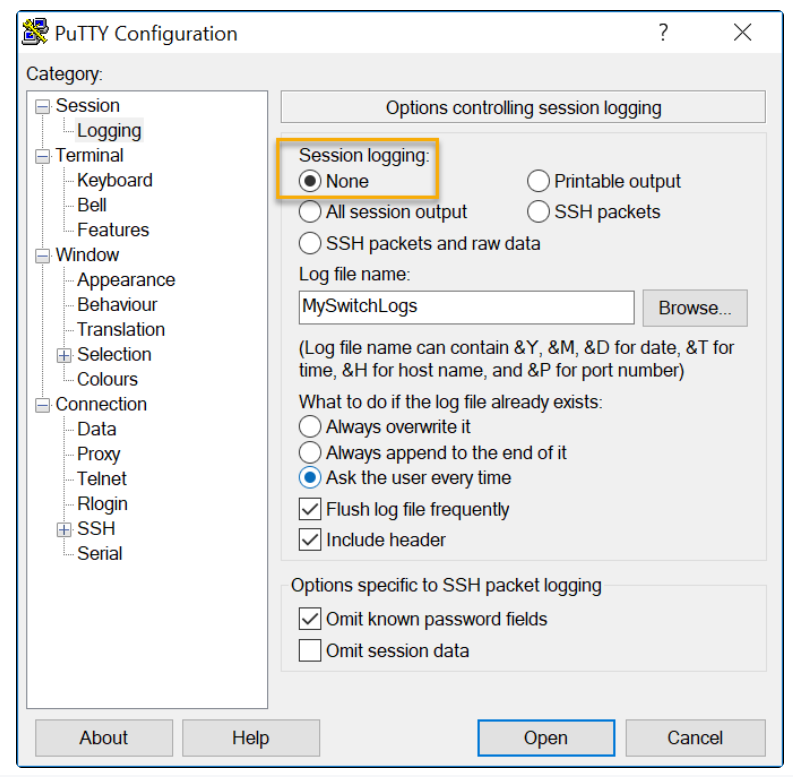 PuTTY Configuration
?
Category:
Session
Logging
Terminal
Keyboard
Bell
Features
Window
Appearance
Behaviour
Translation
Selection
Colours
Connection
Data
Proxy
Telnet
Rlogin
SSH
Serial
Options controlling session logging
Session logging:
None
Printable output
All session output
SSH packets
SSH packets and raw data
Log file name:
MySwitchLogs
Browse...
(Log file name can contain &Y, &M, &D for date, &T for
time, &H for host name, and &P for port number)
What to do if the log file already exists:
Always overwrite it
Always append to the end of it
Ask the user every time
Flush log file frequently
Include header
Options specific to SSH packet logging
Omit known password fields
Omit session data
About
Help
Open
Cancel